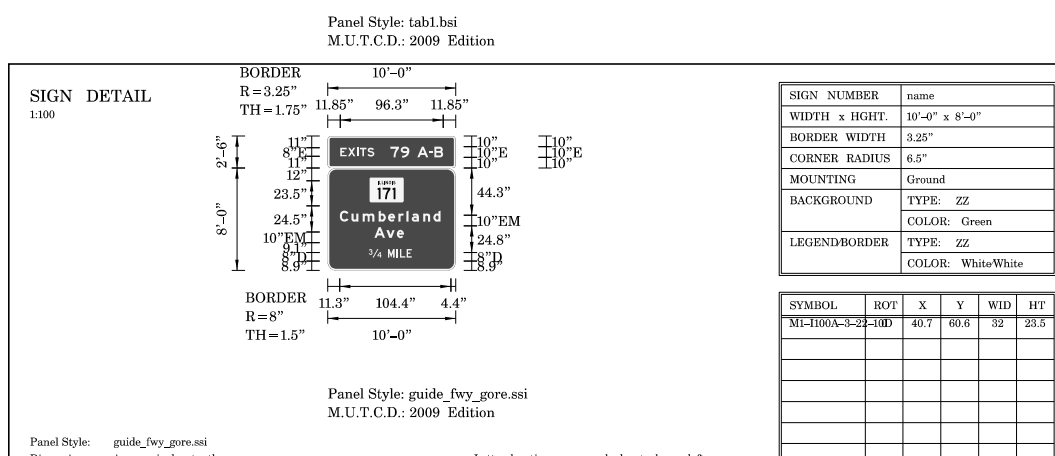 Panel Style: tab1.bsi
M.U.T.C.D.: 2009 Edition
SIGN DETAIL
1:100
BORDER
R=3.25"
TH=1.75"
10'-0"
11.85" 96.3" 11.85"
2'-6"
11"
8"E
11"
EXITS 79 A-B
10"
10"E
10"
10"
10"E
10"
8'-0"
12"
23.5"
24.5"
10"EM
9.1"
8"D
8.9"
ILLINOIS
171
Cumberland
Ave
3/4 MILE
44.3"
10"EM
24.8"
8"D
8.9"
BORDER
R=8"
TH=1.5"
11.3" 104.4" 4.4"
10'-0"
Panel Style: guide_fwy_gore.ssi
M.U.T.C.D.: 2009 Edition
Panel Style: guide_fwy_gore.ssi
SIGN NUMBER name
WIDTH x HGHT. 10'-0" x 8'-0"
BORDER WIDTH 3.25"
CORNER RADIUS 6.5"
MOUNTING Ground
BACKGROUND TYPE: ZZ
COLOR: Green
LEGEND/BORDER TYPE: ZZ
COLOR: White/White
SYMBOL ROT X Y WID HT
40.7 60.6 32 23.5